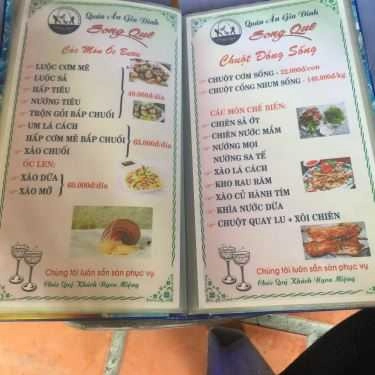 Quán Ăn Gia Đình
Song Quê
Các Món Ốc Bươu
- LUỘC CƠM MẺ
- LUỘC SẢ
- HẤP TIÊU
- NƯỚNG TIÊU
- TRỘN GỎI BẮP CHUỐI
40.000đ/dĩa
- UM LÁ CÁCH
HẤP CƠM MẺ BẮP CHUỐI
- XÀO CHUỐI
65.000đ/dĩa
ỐC LEN:
- XÀO DỪA
- XÀO MỠ
60.000đ/dĩa
Chúng tôi luôn sẵn sàn phục vụ
Chúc Quý Khách Ngon Miệng
Quán Ăn Gia Đình
Song Quê
Chuột Đồng Sống
CHUỘT CƠM SỐNG - 22.000đ/con
CHUỘT CỐNG NHUM SỐNG - 140.000đ/kg
CÁC MÓN CHẾ BIẾN:
CHIÊN SẢ ỚT
CHIÊN NƯỚC MẮM
NƯỚNG MỌI
NƯỚNG SA TẾ
XÀO LÁ CÁCH
KHO RAU RĂM
XÀO CỦ HÀNH TÍM
KHÌA NƯỚC DỪA
CHUỘT QUAY LU + XÔI CHIÊN
Chúng tôi luôn sẵn sàn phục vụ
Chúc Quý Khách Ngon Miệng